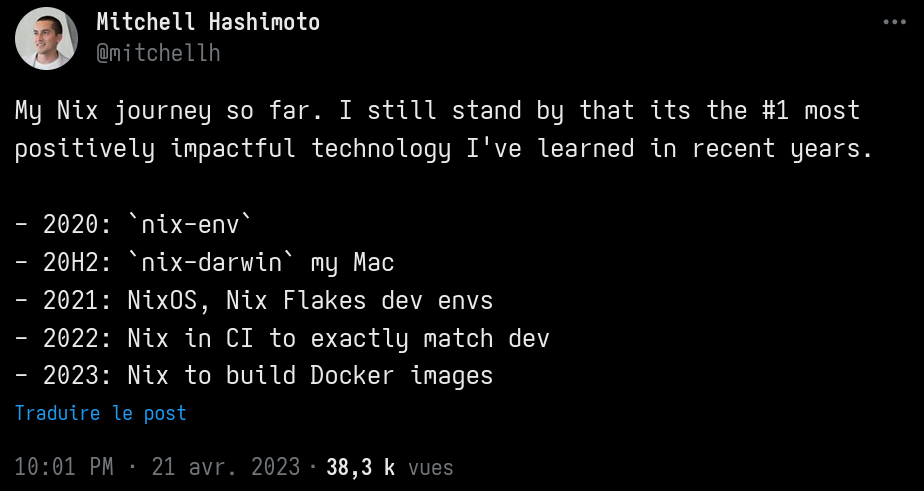 Mitchell Hashimoto
@mitchellh
My Nix journey so far. I still stand by that its the #1 most
positively impactful technology I've learned in recent years.
- 2020: `nix-env`
- 20H2: `nix-darwin` my Mac
- 2021: NixOS, Nix Flakes dev envs
- 2022: Nix in CI to exactly match dev
- 2023: Nix to build Docker images
Traduire le post
10:01 PM · 21 avr. 2023 · 38,3 k vues